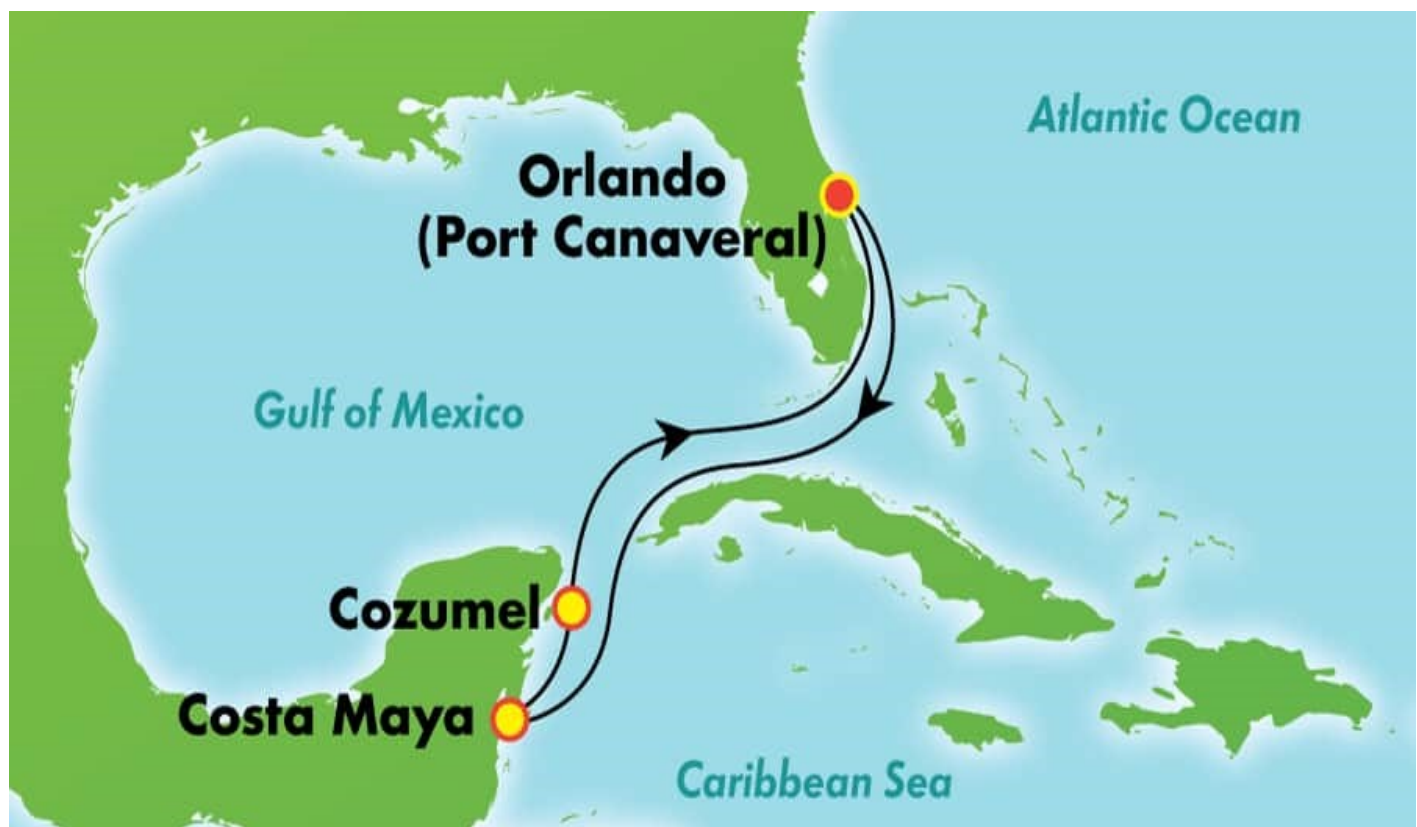 Atlantic Ocean
Orlando
(Port Canaveral)
Gulf of Mexico
Cozumel
Costa Maya
Caribbean Sea